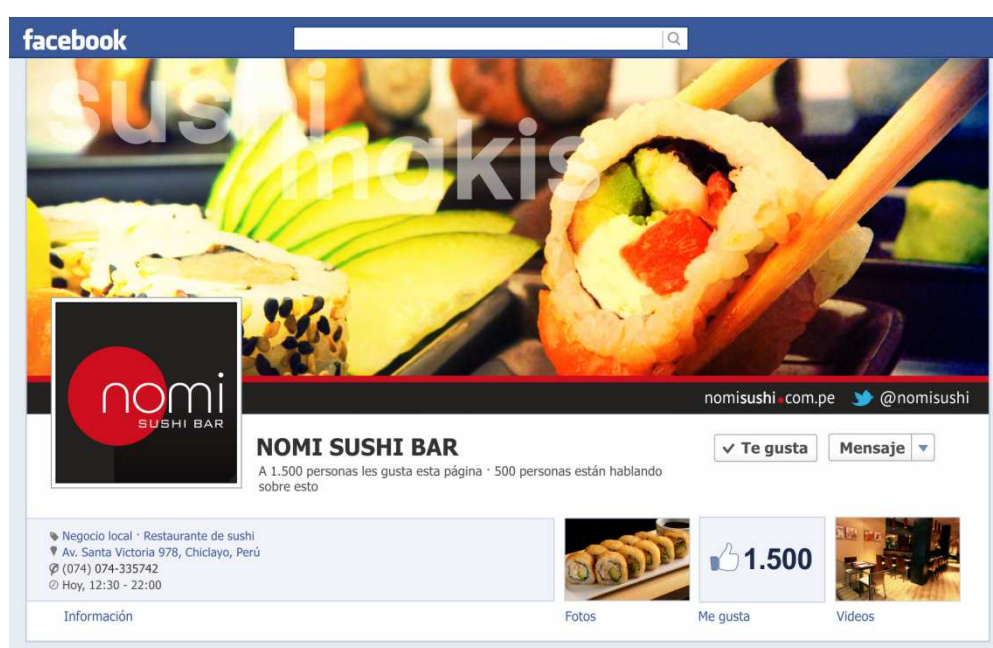 facebook
sushi
makis
nomi
SUSHI BAR
nomisushi•com.pe @nomisushi
NOMI SUSHI BAR
✓ Te gusta
Mensaje
A 1.500 personas les gusta esta página · 500 personas están hablando
sobre esto
Negocio local · Restaurante de sushi
Av. Santa Victoria 978, Chiclayo, Perú
(074) 074-335742
Hoy, 12:30 - 22:00
1.500
Información
Fotos
Me gusta
Videos